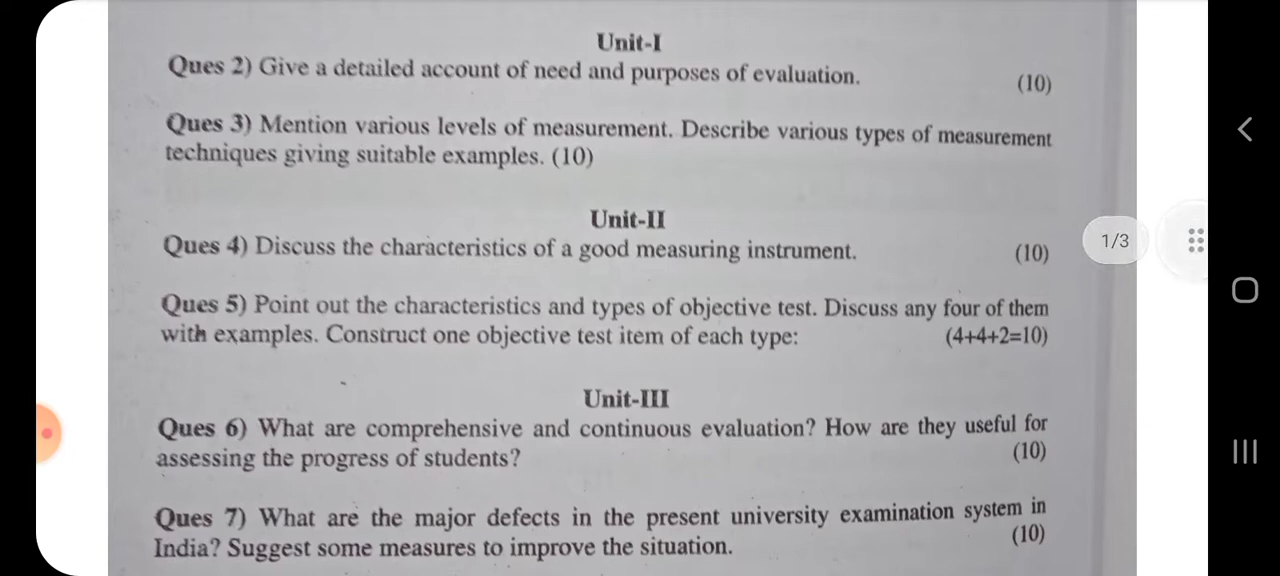 Unit-I
Ques 2) Give a detailed account of need and purposes of evaluation. (10)
Ques 3) Mention various levels of measurement. Describe various types of measurement
techniques giving suitable examples. (10)
Unit-II
Ques 4) Discuss the characteristics of a good measuring instrument. (10)
Ques 5) Point out the characteristics and types of objective test. Discuss any four of them
with examples. Construct one objective test item of each type: (4+4+2=10)
Unit-III
Ques 6) What are comprehensive and continuous evaluation? How are they useful for
assessing the progress of students? (10)
Ques 7) What are the major defects in the present university examination system in
India? Suggest some measures to improve the situation. (10)
1/3